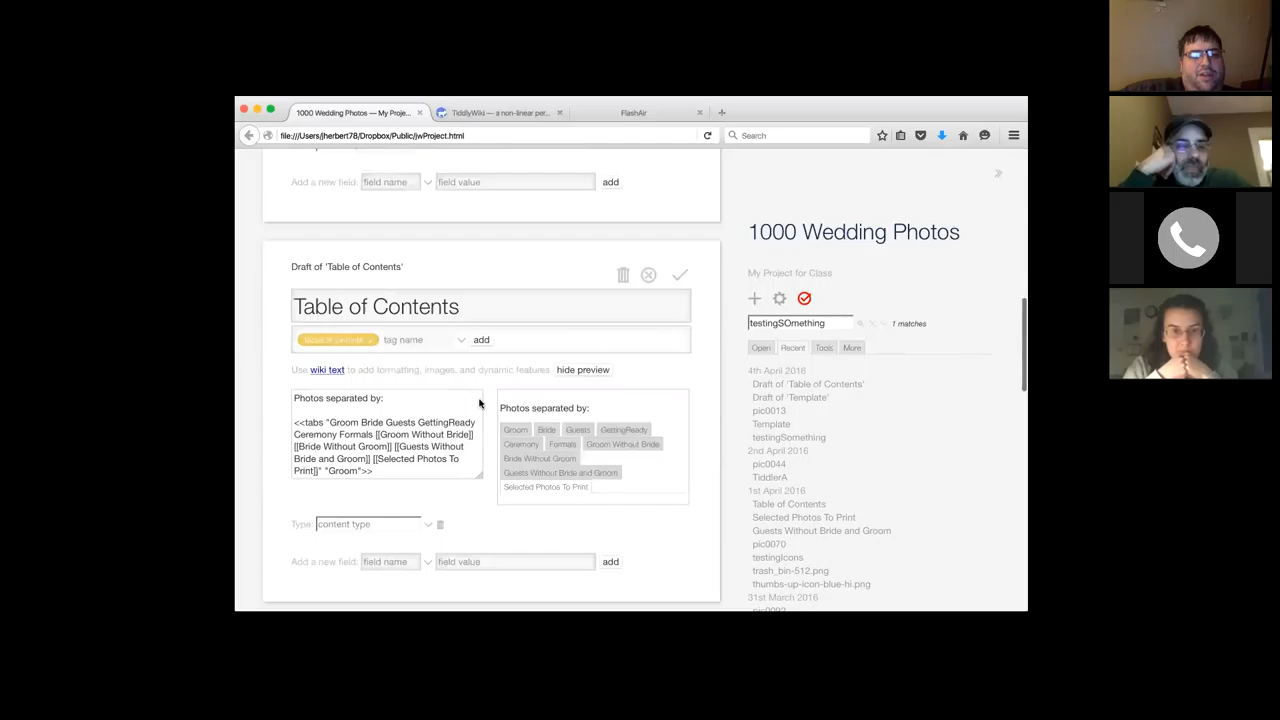 1000 Wedding Photos — My Proje...
TiddlyWiki — a non-linear per...
FlashAir
file:///Users/jherbert78/Dropbox/Public/jwProject.html
Search
Add a new field:
field name
field value
add
Draft of 'Table of Contents'
Table of Contents
tag name
add
Use wiki text to add formatting, images, and dynamic features
hide preview
Photos separated by:
<<tabs "Groom Bride Guests GettingReady
Ceremony Formals [[Groom Without Bride]]
[[Bride Without Groom]] [[Guests Without
Bride and Groom]] [[Selected Photos To
Print]]" "Groom">>
Photos separated by:
Groom Bride Guests GettingReady
Ceremony Formals Groom Without Bride
Bride Without Groom
Guests Without Bride and Groom
Selected Photos To Print
Type:
content type
Add a new field:
field name
field value
add
1000 Wedding Photos
My Project for Class
testingSOmething
1 matches
Open Recent Tools More
4th April 2016
Draft of 'Table of Contents'
Draft of 'Template'
pic0013
Template
testingSomething
2nd April 2016
pic0044
TiddlerA
1st April 2016
Table of Contents
Selected Photos To Print
Guests Without Bride and Groom
pic0070
testingIcons
trash_bin-512.png
thumbs-up-icon-blue-hi.png
31st March 2016